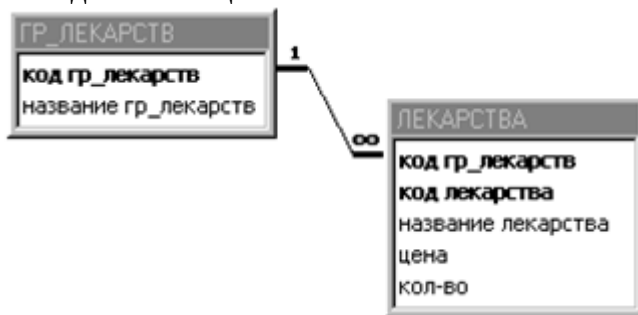 ГР_ЛЕКАРСТВ
код гр_лекарств
название гр_лекарств
1
∞
ЛЕКАРСТВА
код гр_лекарств
код лекарства
название лекарства
цена
кол-во